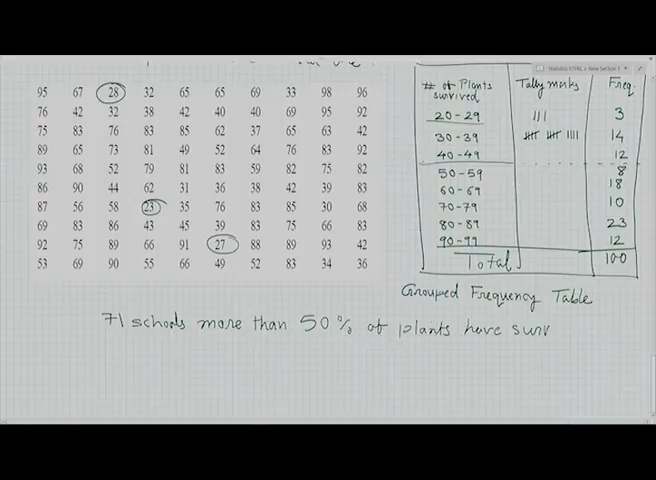 95 67 28 32 65 65 69 33 98 96
76 42 32 38 42 40 40 69 95 92
75 83 76 83 85 62 37 65 63 42
89 65 73 81 49 52 64 76 83 92
93 68 52 79 81 83 59 82 75 82
86 90 44 62 31 36 38 42 39 83
87 56 58 23 35 76 83 85 30 68
69 83 86 43 45 39 83 75 66 83
92 75 89 66 91 27 88 89 93 42
53 69 90 55 66 49 52 83 34 36
# of Plants survived Tally marks Freq.
20-29 3
30-39 14
40-49 12
50-59 8
60-69 18
70-79 10
80-89 23
90-99 12
Total 100
Grouped Frequency Table
71 schools more than 50% of plants have surv